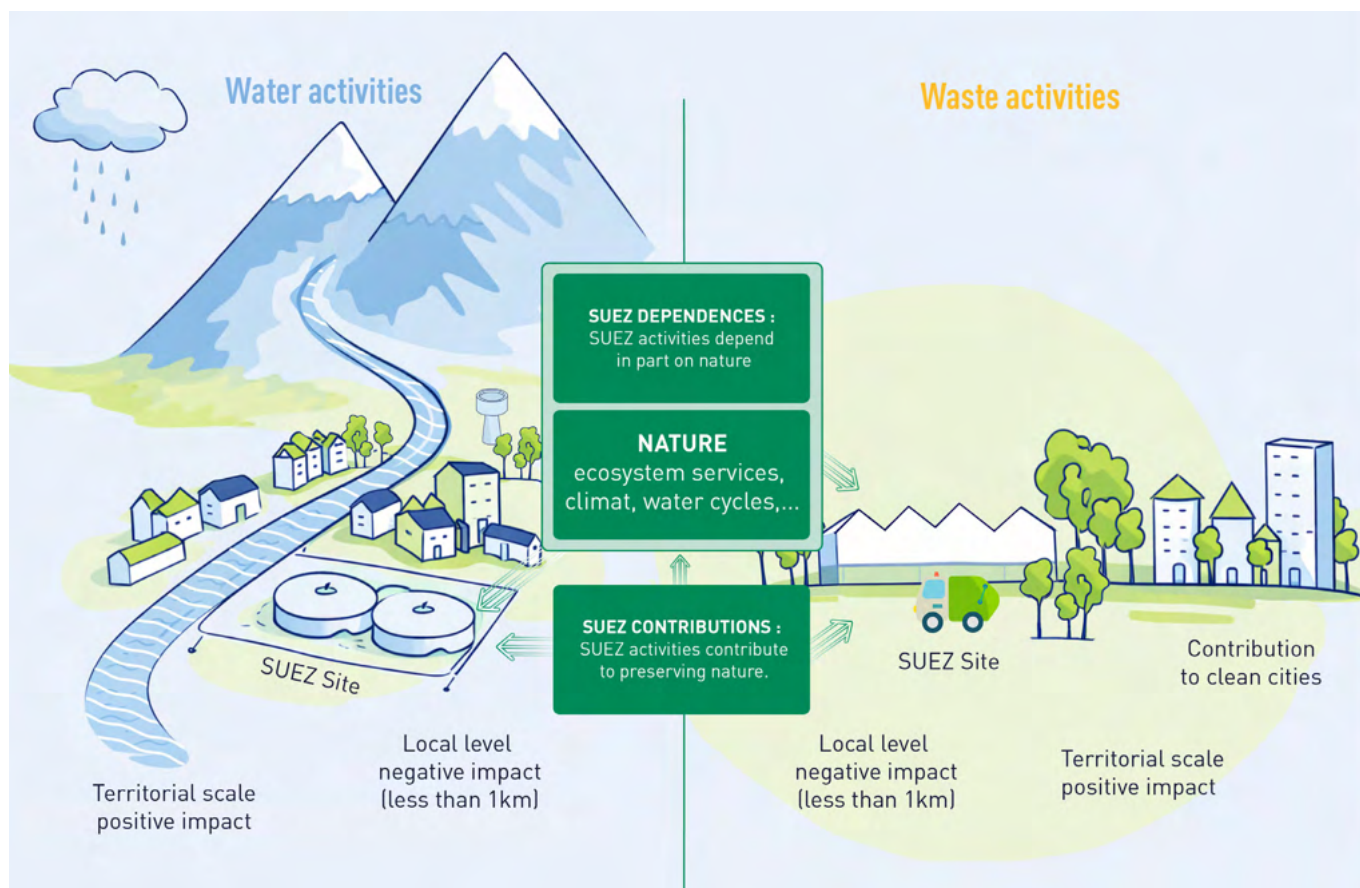 Water activities
Waste activities
SUEZ DEPENDENCES :
SUEZ activities depend
in part on nature
NATURE
ecosystem services,
climat, water cycles,...
SUEZ CONTRIBUTIONS :
SUEZ activities contribute
to preserving nature.
SUEZ Site
Local level
negative impact
(less than 1km)
Territorial scale
positive impact
SUEZ Site
Contribution
to clean cities
Local level
negative impact
(less than 1km)
Territorial scale
positive impact